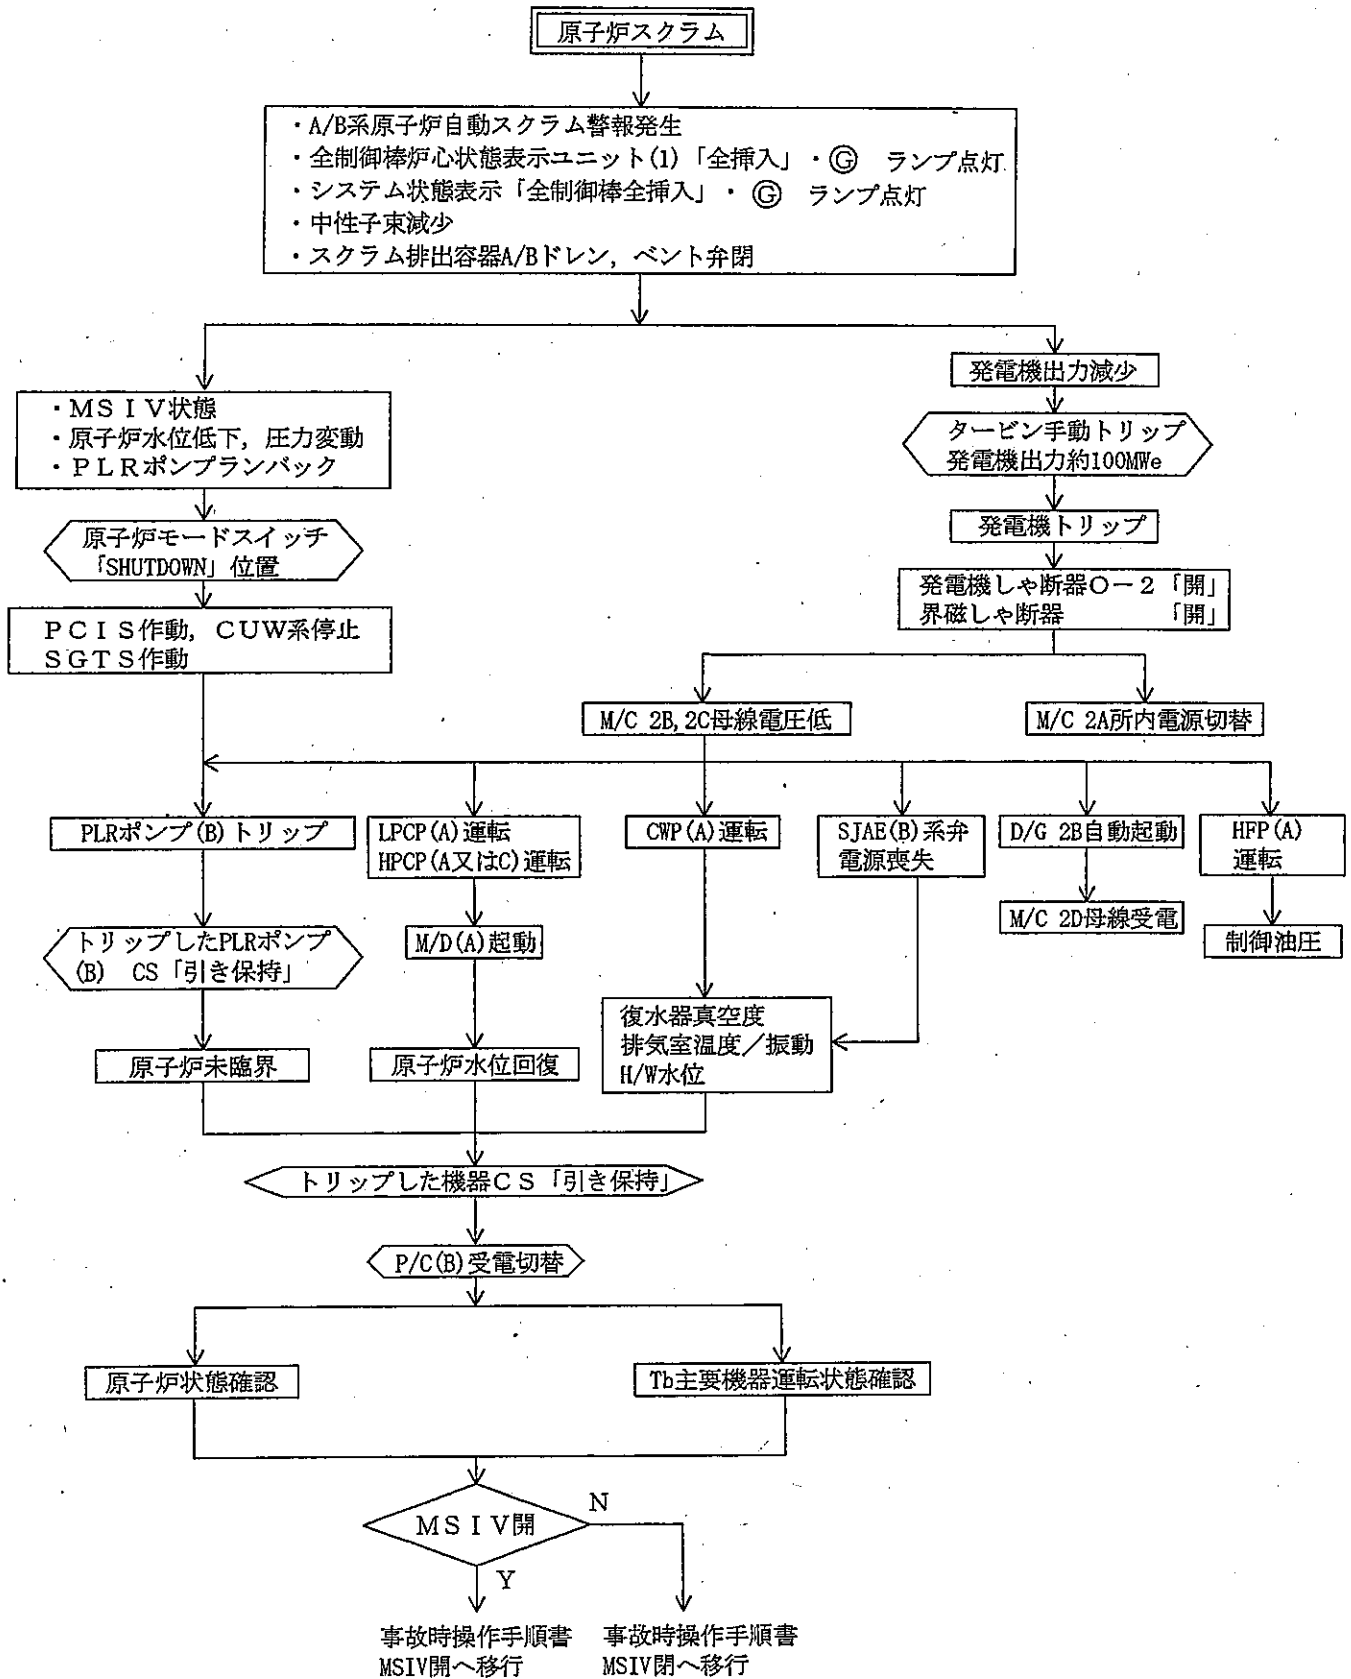 原子炉スクラム
・A/B系原子炉自動スクラム警報発生
・全制御棒炉心状態表示ユニット(1)「全挿入」・Ⓖ ランプ点灯
・システム状態表示「全制御棒全挿入」・Ⓖ ランプ点灯
・中性子束減少
・スクラム排出容器A/Bドレン，ベント弁閉
・ＭＳＩＶ状態
・原子炉水位低下，圧力変動
・ＰＬＲポンプランバック
発電機出力減少
タービン手動トリップ
発電機出力約100MWe
原子炉モードスイッチ
「SHUTDOWN」位置
発電機トリップ
ＰＣＩＳ作動，ＣＵＷ系停止
ＳＧＴＳ作動
発電機しゃ断器Ｏ－２「開」
界磁しゃ断器 「開」
M/C 2B,2C母線電圧低
M/C 2A所内電源切替
PLRポンプ(B)トリップ
LPCP(A)運転
HPCP(A又はC)運転
CWP(A)運転
SJAE(B)系弁
電源喪失
D/G 2B自動起動
HFP(A)
運転
トリップしたPLRポンプ
(B) CS「引き保持」
M/D(A)起動
M/C 2D母線受電
制御油圧
原子炉未臨界
原子炉水位回復
復水器真空度
排気室温度／振動
H/W水位
トリップした機器ＣＳ「引き保持」
P/C(B)受電切替
原子炉状態確認
Tb主要機器運転状態確認
ＭＳＩＶ開
N
Y
事故時操作手順書
MSIV開へ移行
事故時操作手順書
MSIV閉へ移行